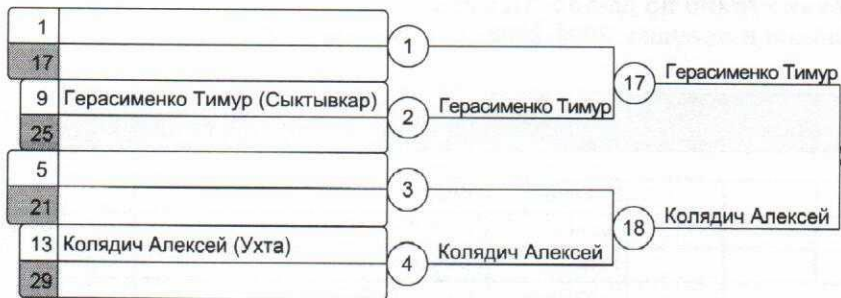 1
17
1
9 Герасименко Тимур (Сыктывкар)
25
2 Герасименко Тимур
17 Герасименко Тимур
5
21
3
13 Колядич Алексей (Ухта)
29
4 Колядич Алексей
18 Колядич Алексей